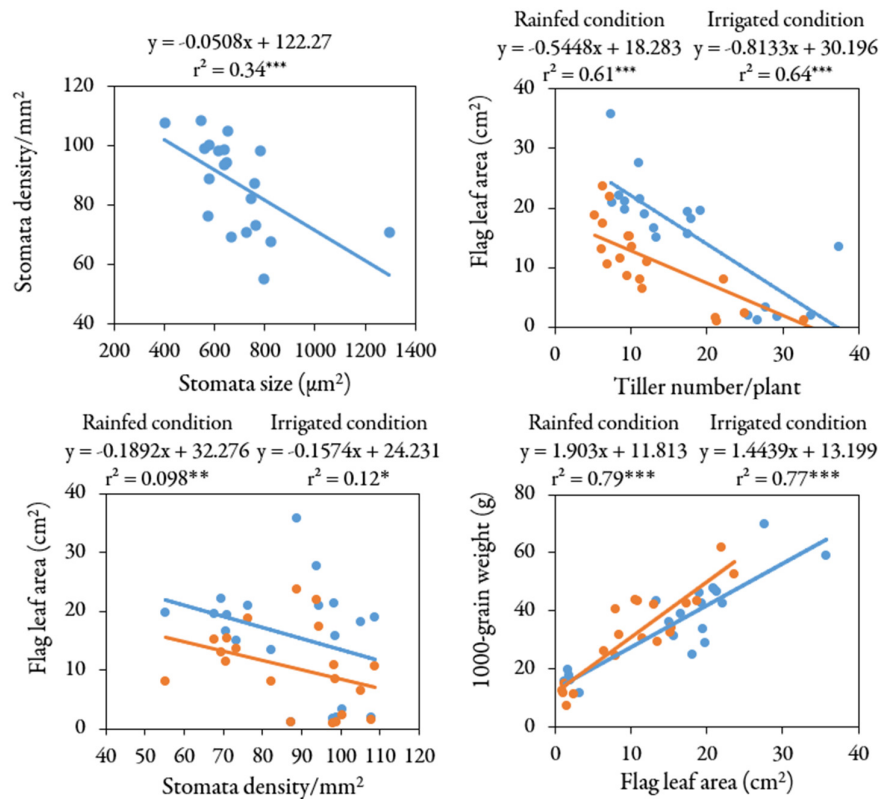 y = -0.0508x + 122.27
r² = 0.34***
Stomata density/mm²
120
100
80
60
40
200 400 600 800 1000 1200 1400
Stomata size (µm²)
Rainfed condition Irrigated condition
y = -0.5448x + 18.283 y = -0.8133x + 30.196
r² = 0.61*** r² = 0.64***
Flag leaf area (cm²)
40
30
20
10
0
0 10 20 30 40
Tiller number/plant
Rainfed condition Irrigated condition
y = -0.1892x + 32.276 y = -0.1574x + 24.231
r² = 0.098** r² = 0.12*
Flag leaf area (cm²)
40
30
20
10
0
40 50 60 70 80 90 100 110 120
Stomata density/mm²
Rainfed condition Irrigated condition
y = 1.903x + 11.813 y = 1.4439x + 13.199
r² = 0.79*** r² = 0.77***
1000-grain weight (g)
80
60
40
20
0
0 10 20 30 40
Flag leaf area (cm²)